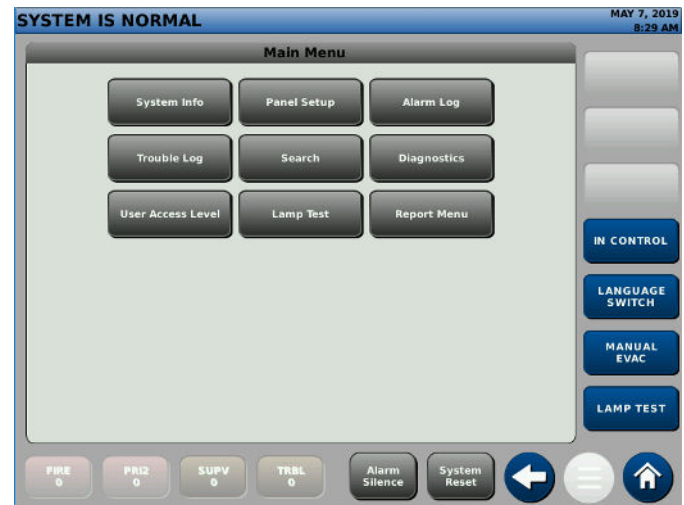 SYSTEM IS NORMAL
MAY 7, 2019
8:29 AM
Main Menu
System Info
Panel Setup
Alarm Log
Trouble Log
Search
Diagnostics
User Access Level
Lamp Test
Report Menu
IN CONTROL
LANGUAGE
SWITCH
MANUAL
EVAC
LAMP TEST
FIRE
0
PRI2
0
SUPV
0
TRBL
0
Alarm
Silence
System
Reset